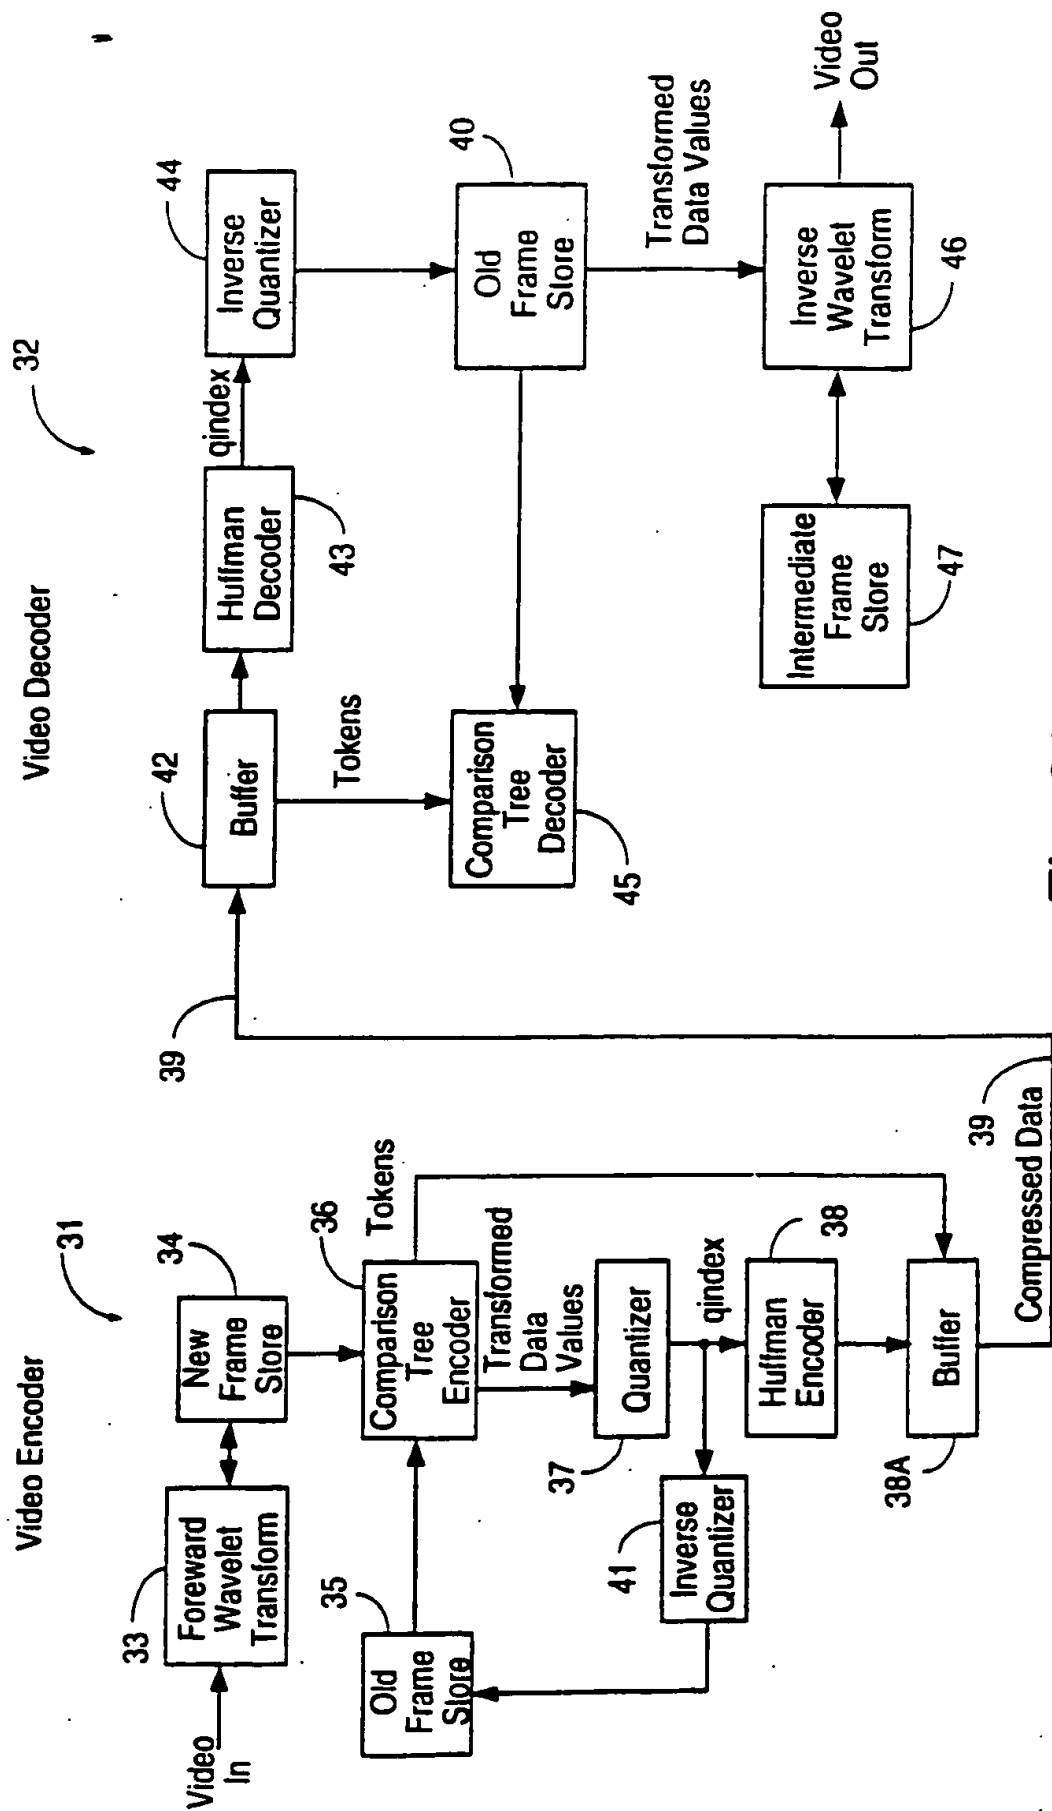 Video Encoder
31
Video
In
33
Foreward
Wavelet
Transform
34
New
Frame
Store
35
Old
Frame
Store
36
Comparison
Tree
Encoder
Tokens
Transformed
Data
Values
37
Quantizer
qindex
41
Inverse
Quantizer
38
Huffman
Encoder
38A
Buffer
Compressed Data
39
39
Video Decoder
32
42
Buffer
Tokens
Huffman
Decoder
43
qindex
44
Inverse
Quantizer
Comparison
Tree
Decoder
45
40
Old
Frame
Store
Transformed
Data Values
Intermediate
Frame
Store
47
Inverse
Wavelet
Transform
46
Video
Out